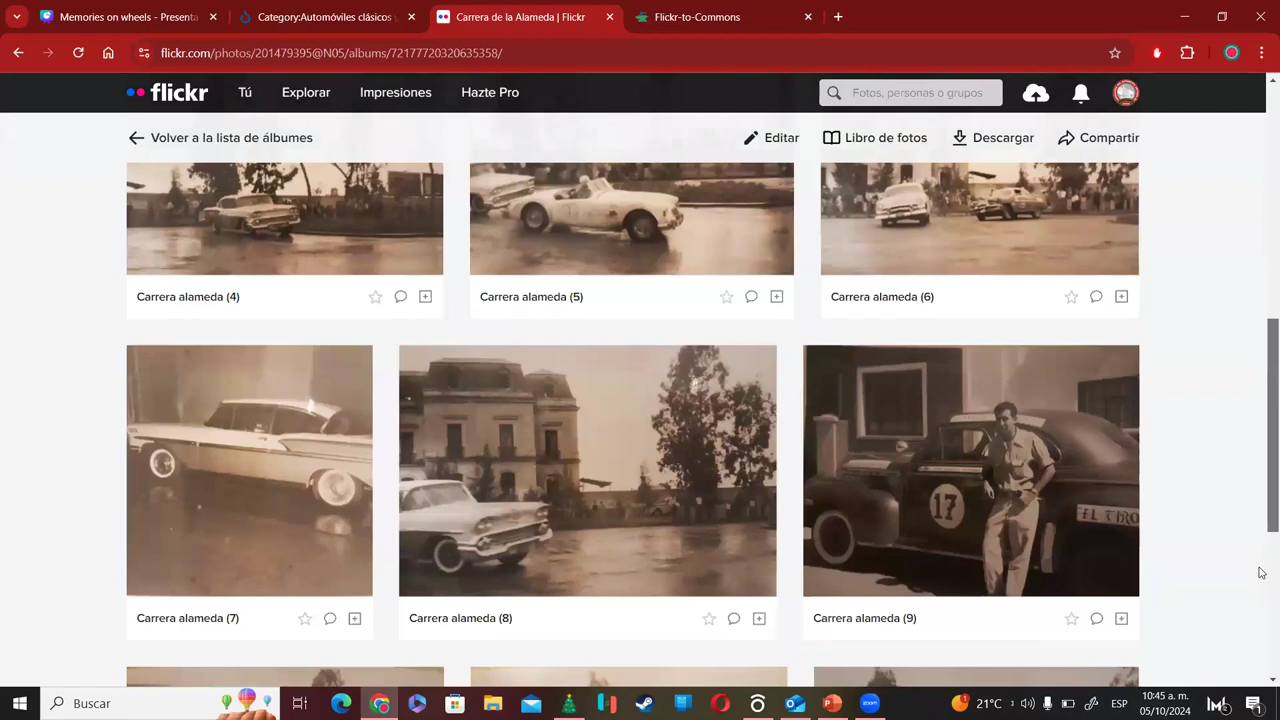 Memories on wheels - Presenta
Category:Automóviles clásicos y
Carrera de la Alameda | Flickr
Flickr-to-Commons
flickr.com/photos/201479395@N05/albums/72177720320635358/
flickr
Tú
Explorar
Impresiones
Hazte Pro
Fotos, personas o grupos
Volver a la lista de álbumes
Editar
Libro de fotos
Descargar
Compartir
Carrera alameda (4)
Carrera alameda (5)
Carrera alameda (6)
17
EL TIRO
Carrera alameda (7)
Carrera alameda (8)
Carrera alameda (9)
Buscar
zoom
1
21°C
ESP
10:45 a. m.
05/10/2024
1